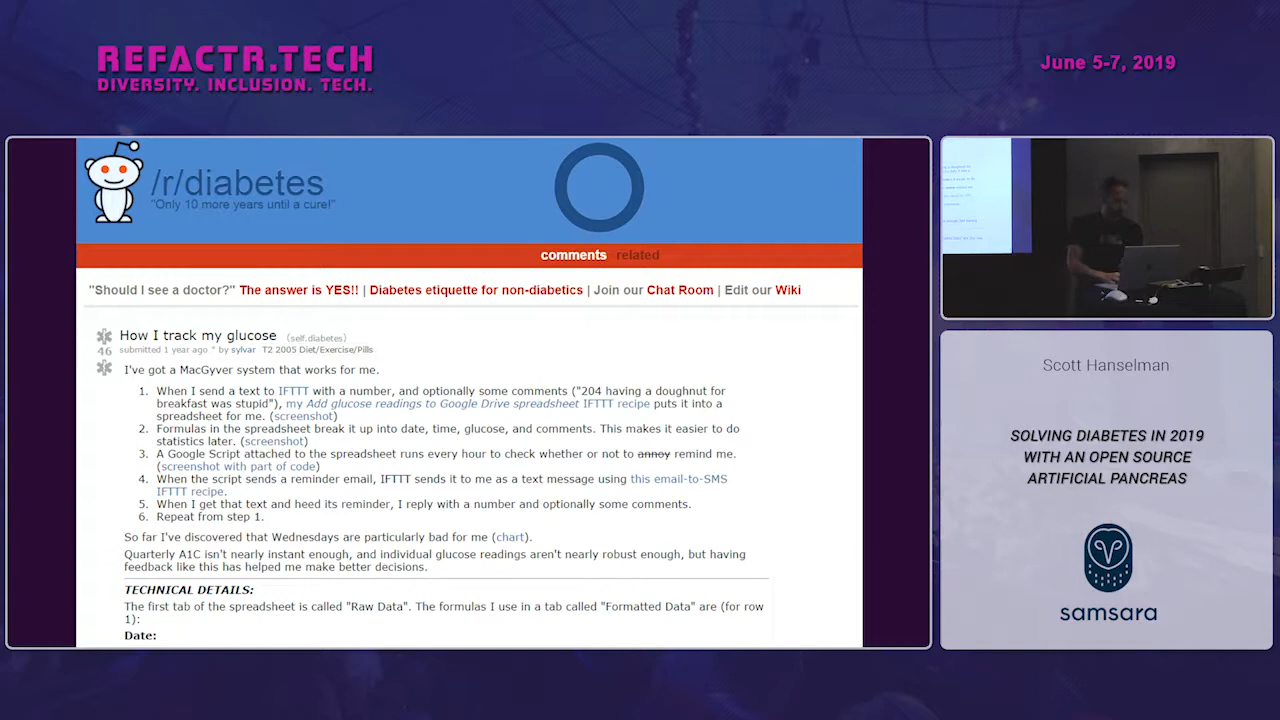 REFACTR.TECH
DIVERSITY. INCLUSION. TECH.
June 5-7, 2019
/r/diabetes
"Only 10 more years until a cure!"
comments related
"Should I see a doctor?" The answer is YES!! | Diabetes etiquette for non-diabetics | Join our Chat Room | Edit our Wiki
How I track my glucose (self.diabetes)
46 submitted 1 year ago * by sylvar T2 2005 Diet/Exercise/Pills
I've got a MacGyver system that works for me.
1. When I send a text to IFTTT with a number, and optionally some comments ("204 having a doughnut for
breakfast was stupid"), my Add glucose readings to Google Drive spreadsheet IFTTT recipe puts it into a
spreadsheet for me. (screenshot)
2. Formulas in the spreadsheet break it up into date, time, glucose, and comments. This makes it easier to do
statistics later. (screenshot)
3. A Google Script attached to the spreadsheet runs every hour to check whether or not to annoy remind me.
(screenshot with part of code)
4. When the script sends a reminder email, IFTTT sends it to me as a text message using this email-to-SMS
IFTTT recipe.
5. When I get that text and heed its reminder, I reply with a number and optionally some comments.
6. Repeat from step 1.
So far I've discovered that Wednesdays are particularly bad for me (chart).
Quarterly A1C isn't nearly instant enough, and individual glucose readings aren't nearly robust enough, but having
feedback like this has helped me make better decisions.
TECHNICAL DETAILS:
The first tab of the spreadsheet is called "Raw Data". The formulas I use in a tab called "Formatted Data" are (for row
1):
Date:
Scott Hanselman
SOLVING DIABETES IN 2019
WITH AN OPEN SOURCE
ARTIFICIAL PANCREAS
samsara